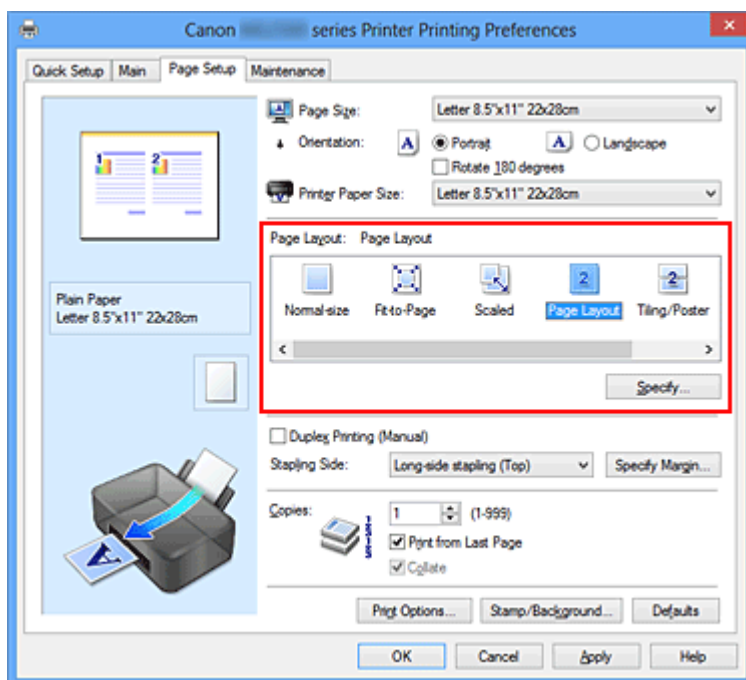 Canon series Printer Printing Preferences
Quick Setup Main Page Setup Maintenance
1 2
Plain Paper
Letter 8.5"x11" 22x28cm
Page Size: Letter 8.5"x11" 22x28cm
Orientation: A Portrait A Landscape
Rotate 180 degrees
Printer Paper Size: Letter 8.5"x11" 22x28cm
Page Layout: Page Layout
2 2
Normal-size Fit-to-Page Scaled Page Layout Tiling/Poster
Specify...
Duplex Printing (Manual)
Stapling Side: Long-side stapling (Top) Specify Margin...
Copies: 1 (1-999)
Print from Last Page
Collate
A
Print Options... Stamp/Background... Defaults
OK Cancel Apply Help